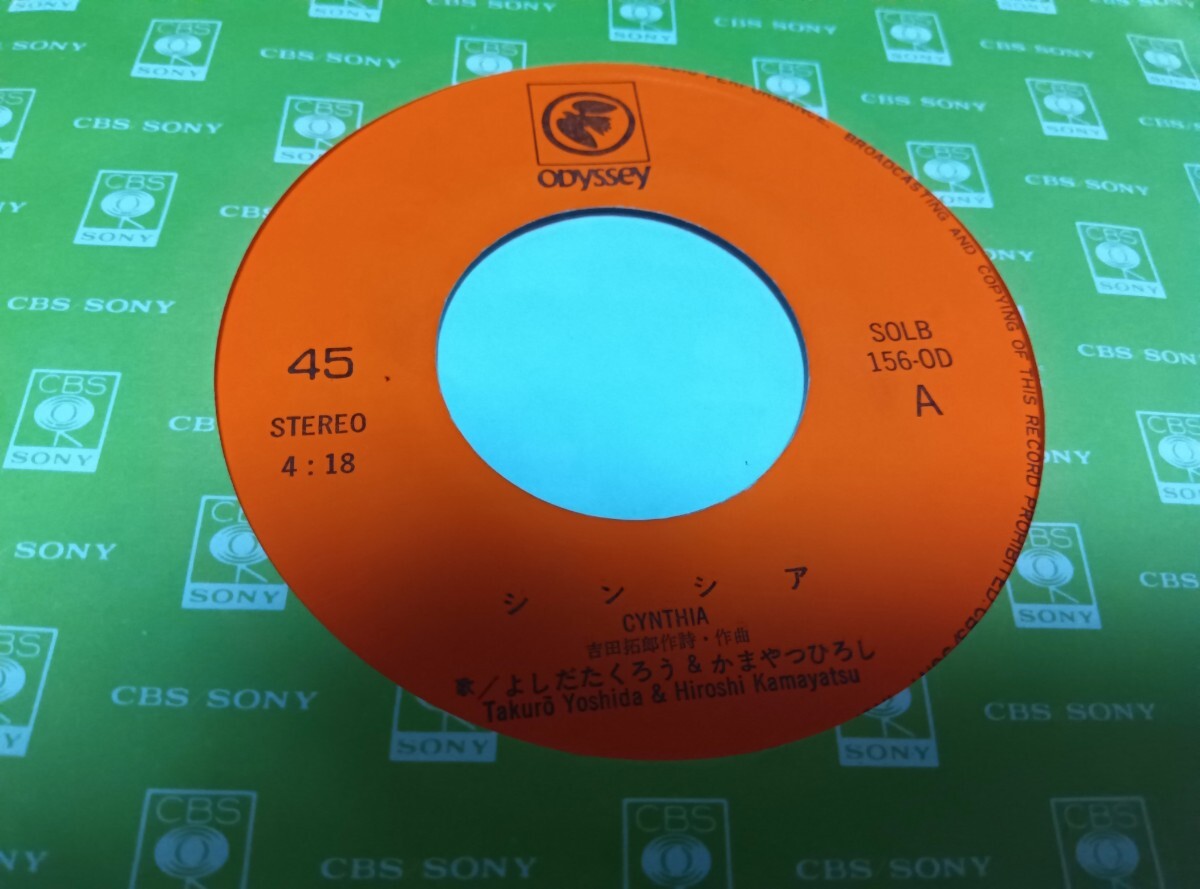 ODYSSEY
45
STEREO
4:18
SOLB
156-OD
A
シンシア
CYNTHIA
吉田拓郎作詩・作曲
歌/よしだたくろう & かまやつひろし
Takurō Yoshida & Hiroshi Kamayatsu
BROADCASTING AND COPYING OF THIS RECORD PROHIBITED. CBS/
CBS SONY
CBS/SONY